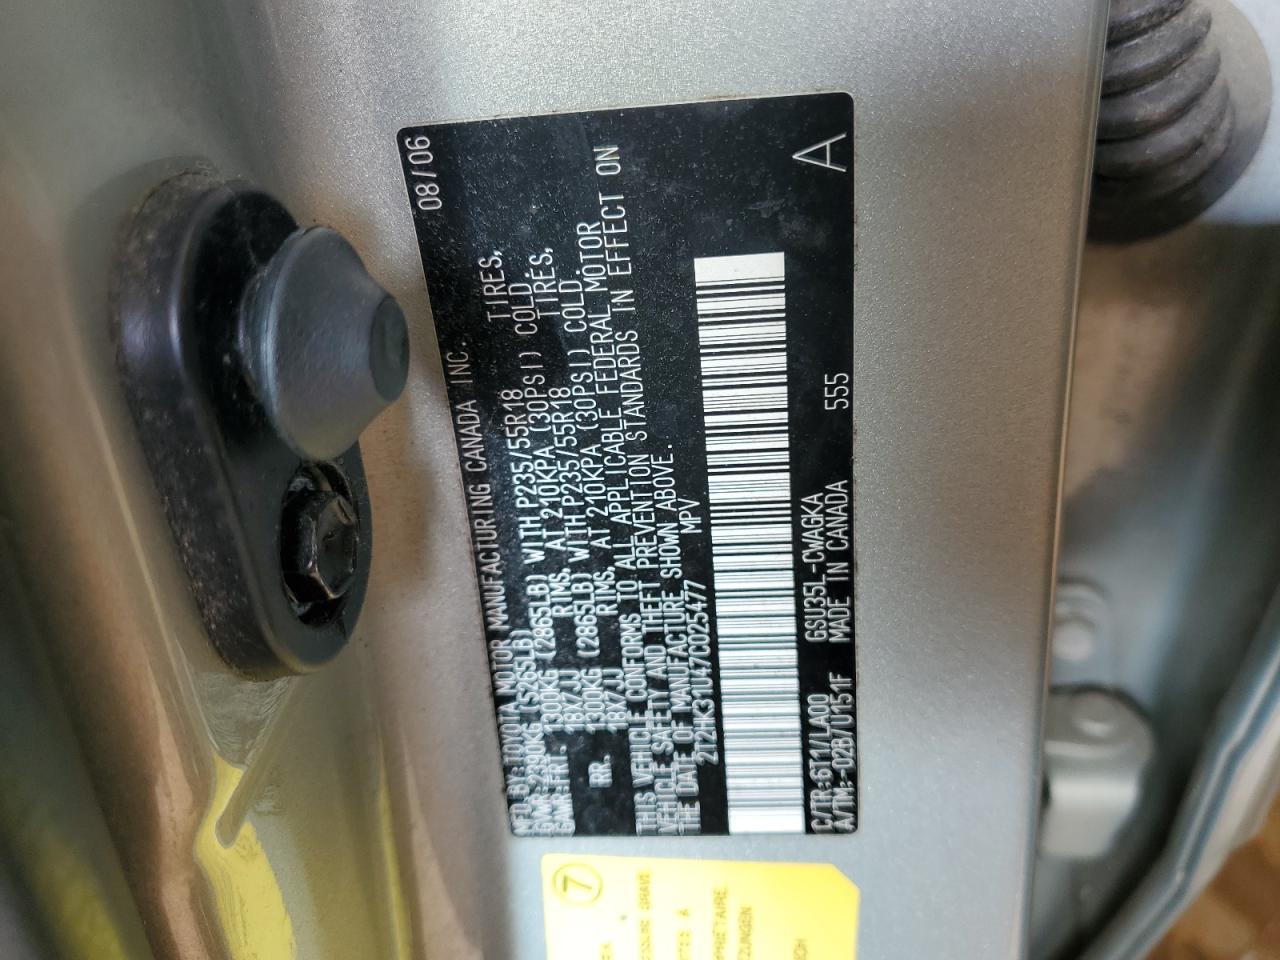 MFD. BY: TOYOTA MOTOR MANUFACTURING CANADA INC. 08/06
GVWR: 2390KG (5265LB)
GAWR: FRT. 1300KG (2865LB) WITH P235/55R18 TIRES,
18X7JJ RIMS, AT 210KPA (30PSI) COLD.
RR. 1300KG (2865LB) WITH P235/55R18 TIRES,
18X7JJ RIMS, AT 210KPA (30PSI) COLD.
THIS VEHICLE CONFORMS TO ALL APPLICABLE FEDERAL MOTOR
VEHICLE SAFETY AND THEFT PREVENTION STANDARDS IN EFFECT ON
THE DATE OF MANUFACTURE SHOWN ABOVE.
2T2HK31U47C025477 MPV
C/TR:6T1/LA00 GSU35L-CWAGKA
A/TM:-02B/U151F MADE IN CANADA 555 A
7